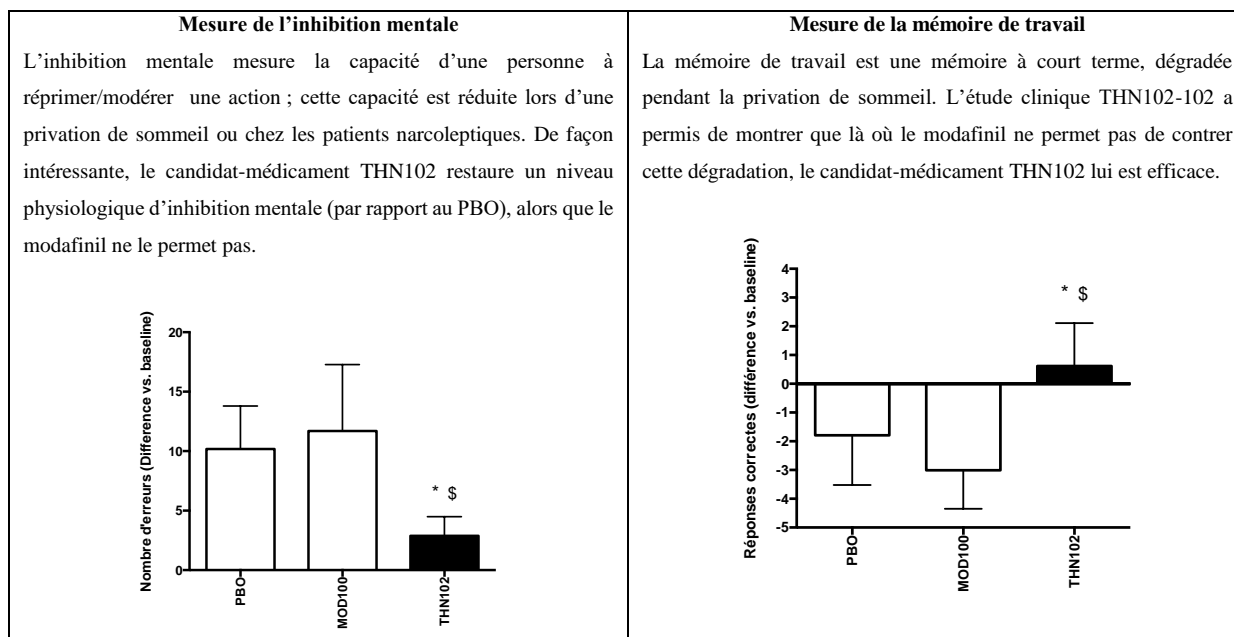 Mesure de l’inhibition mentale
L’inhibition mentale mesure la capacité d’une personne à
réprimer/modérer une action ; cette capacité est réduite lors d’une
privation de sommeil ou chez les patients narcoleptiques. De façon
intéressante, le candidat-médicament THN102 restaure un niveau
physiologique d’inhibition mentale (par rapport au PBO), alors que le
modafinil ne le permet pas.
Nombre d'erreurs (Difference vs. baseline)
20
15
10
5
0
* $
PBO
MOD100
THN102
Mesure de la mémoire de travail
La mémoire de travail est une mémoire à court terme, dégradée
pendant la privation de sommeil. L’étude clinique THN102-102 a
permis de montrer que là où le modafinil ne permet pas de contrer
cette dégradation, le candidat-médicament THN102 lui est efficace.
Réponses correctes (différence vs. baseline)
4
3
2
1
0
-1
-2
-3
-4
-5
* $
PBO
MOD100
THN102